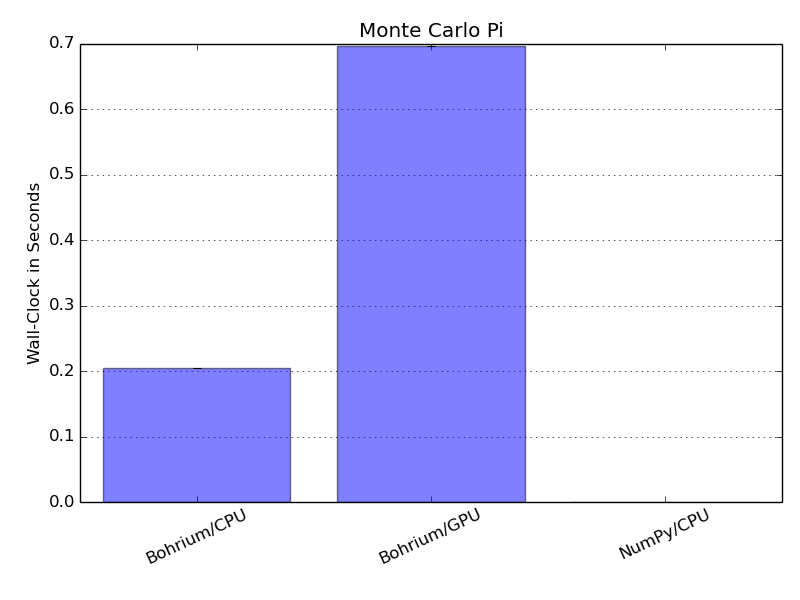 Monte Carlo Pi
Wall-Clock in Seconds
0.7
0.6
0.5
0.4
0.3
0.2
0.1
0.0
Bohrium/CPU
Bohrium/GPU
NumPy/CPU